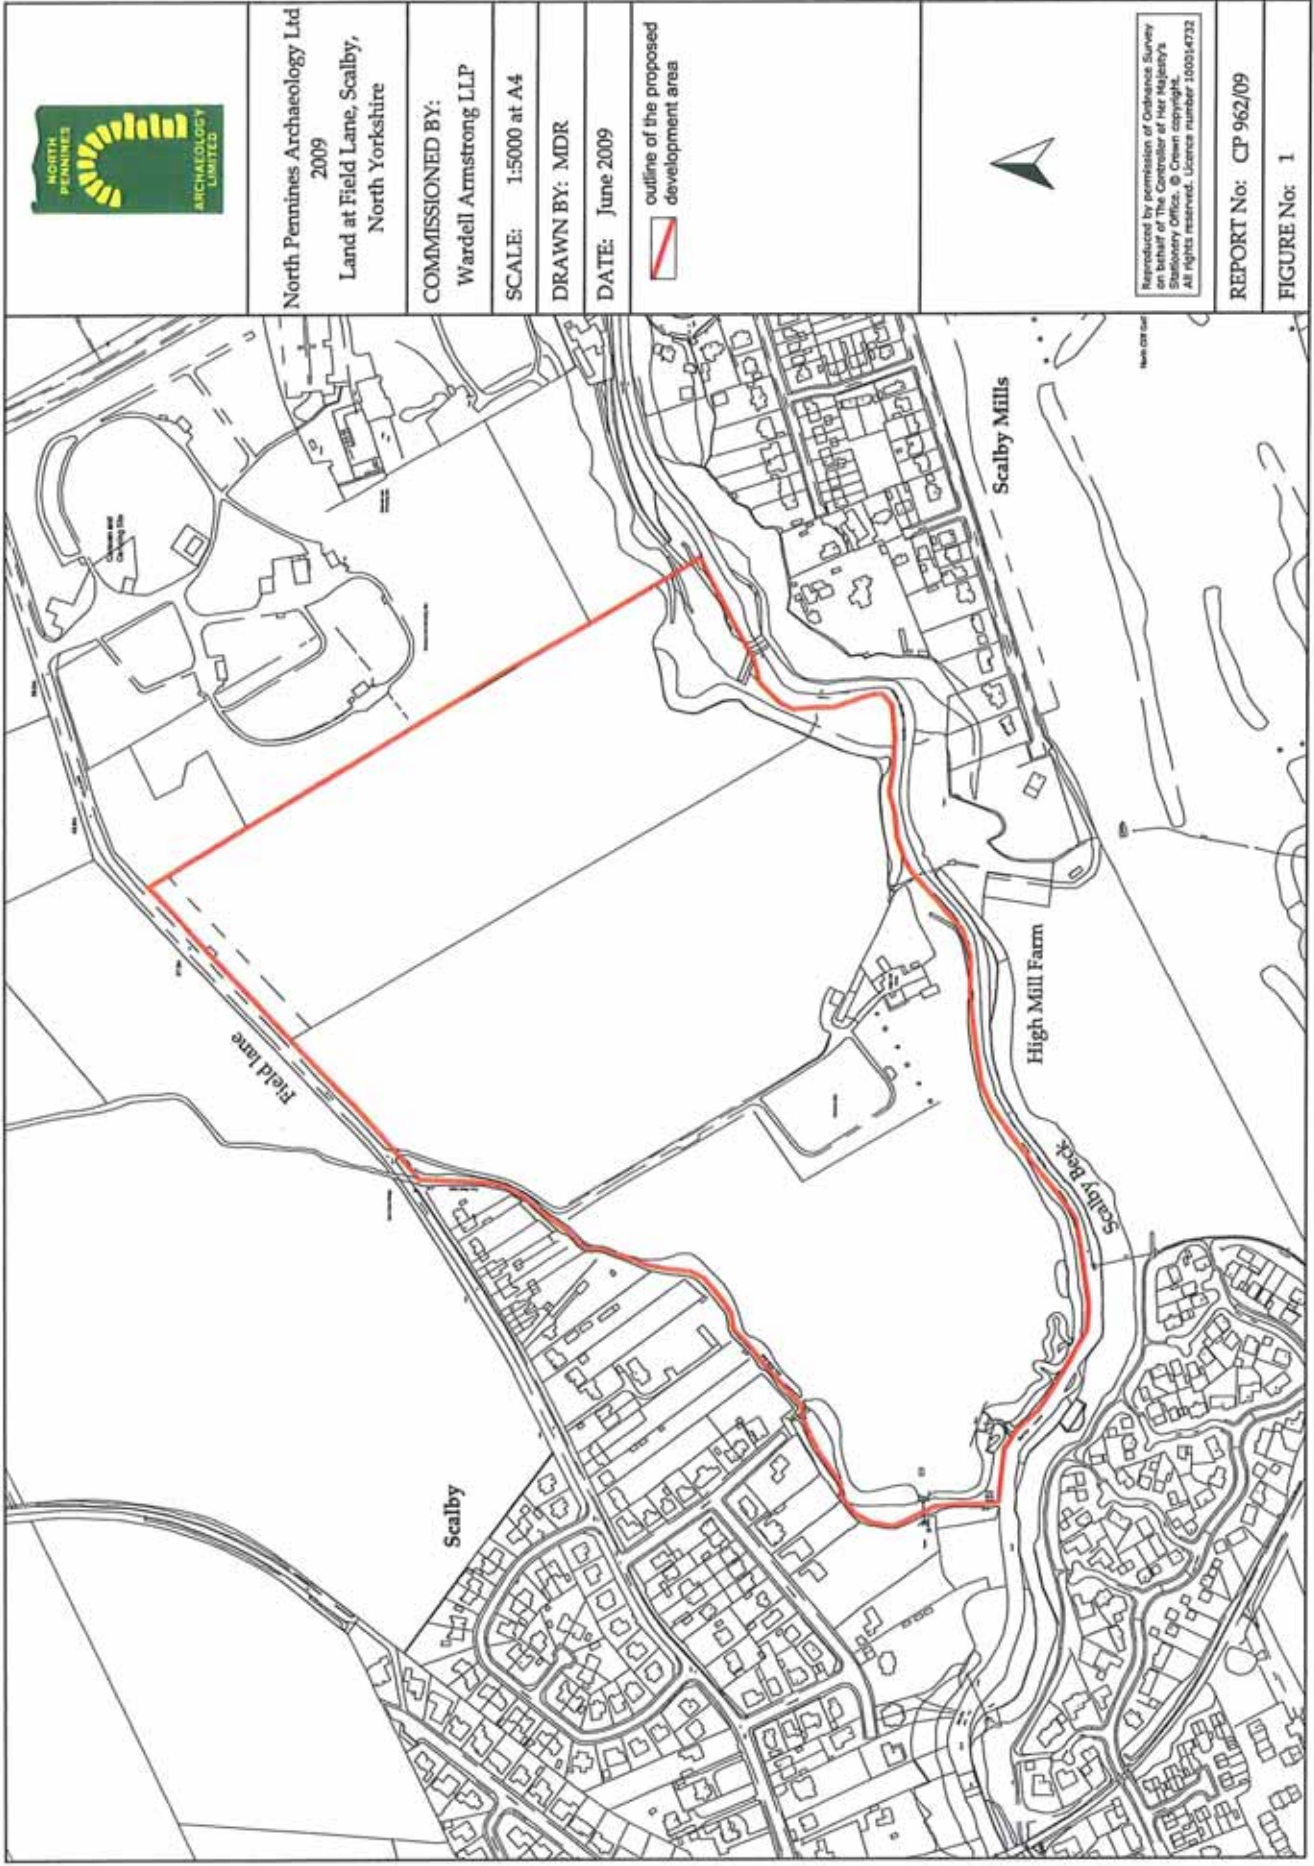 NORTH
PENNINES
ARCHAEOLOGY
LIMITED
North Pennines Archaeology Ltd
2009
Land at Field Lane, Scalby,
North Yorkshire
COMMISSIONED BY:
Wardell Armstrong LLP
SCALE: 1:5000 at A4
DRAWN BY: MDR
DATE: June 2009
outline of the proposed
development area
Reproduced by permission of Ordnance Survey
on behalf of The Controller of Her Majesty's
Stationery Office. © Crown copyright.
All rights reserved. Licence number 100014732
REPORT No: CP 962/09
FIGURE No: 1
Scalby
Field lane
Caravan and
Camping Site
Scalby Beck
High Mill Farm
Scalby Mills